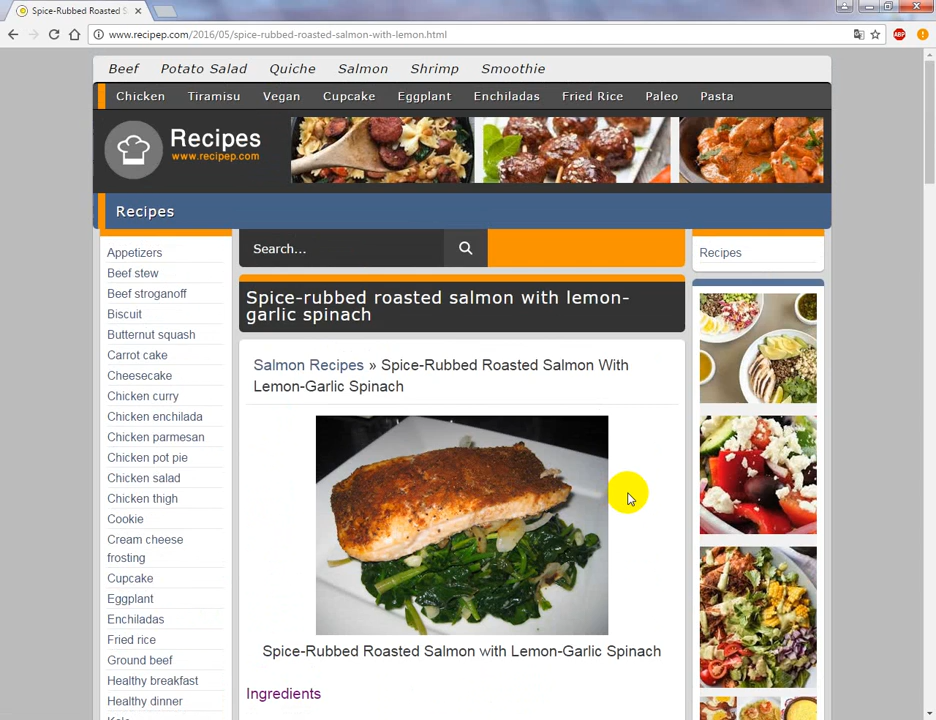 Spice-Rubbed Roasted S
www.recipep.com/2016/05/spice-rubbed-roasted-salmon-with-lemon.html
ABP
Beef Potato Salad Quiche Salmon Shrimp Smoothie
Chicken Tiramisu Vegan Cupcake Eggplant Enchiladas Fried Rice Paleo Pasta
Recipes
www.recipep.com
Recipes
Appetizers
Beef stew
Beef stroganoff
Biscuit
Butternut squash
Carrot cake
Cheesecake
Chicken curry
Chicken enchilada
Chicken parmesan
Chicken pot pie
Chicken salad
Chicken thigh
Cookie
Cream cheese
frosting
Cupcake
Eggplant
Enchiladas
Fried rice
Ground beef
Healthy breakfast
Healthy dinner
Search...
Spice-rubbed roasted salmon with lemon-
garlic spinach
Salmon Recipes » Spice-Rubbed Roasted Salmon With
Lemon-Garlic Spinach
Spice-Rubbed Roasted Salmon with Lemon-Garlic Spinach
Ingredients
Recipes